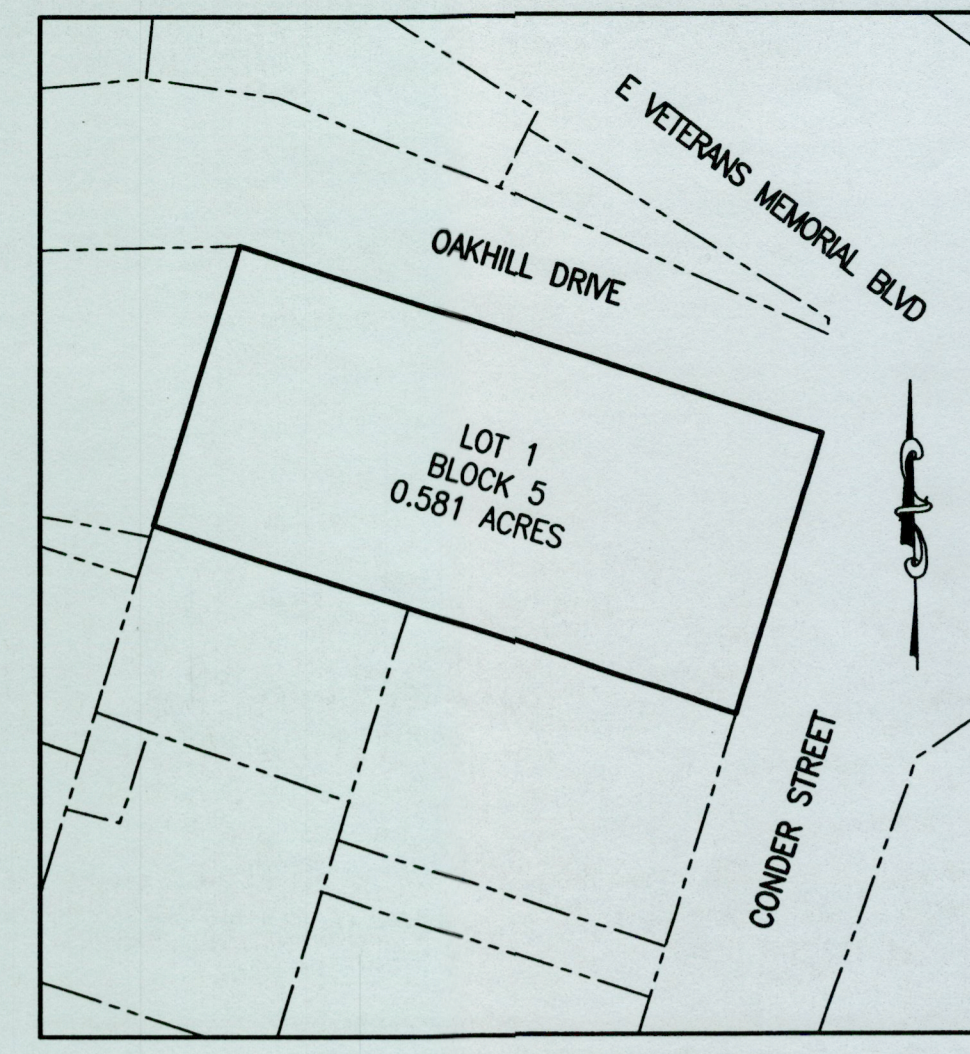 E VETERANS MEMORIAL BLVD
OAKHILL DRIVE
LOT 1
BLOCK 5
0.581 ACRES
CONDER STREET